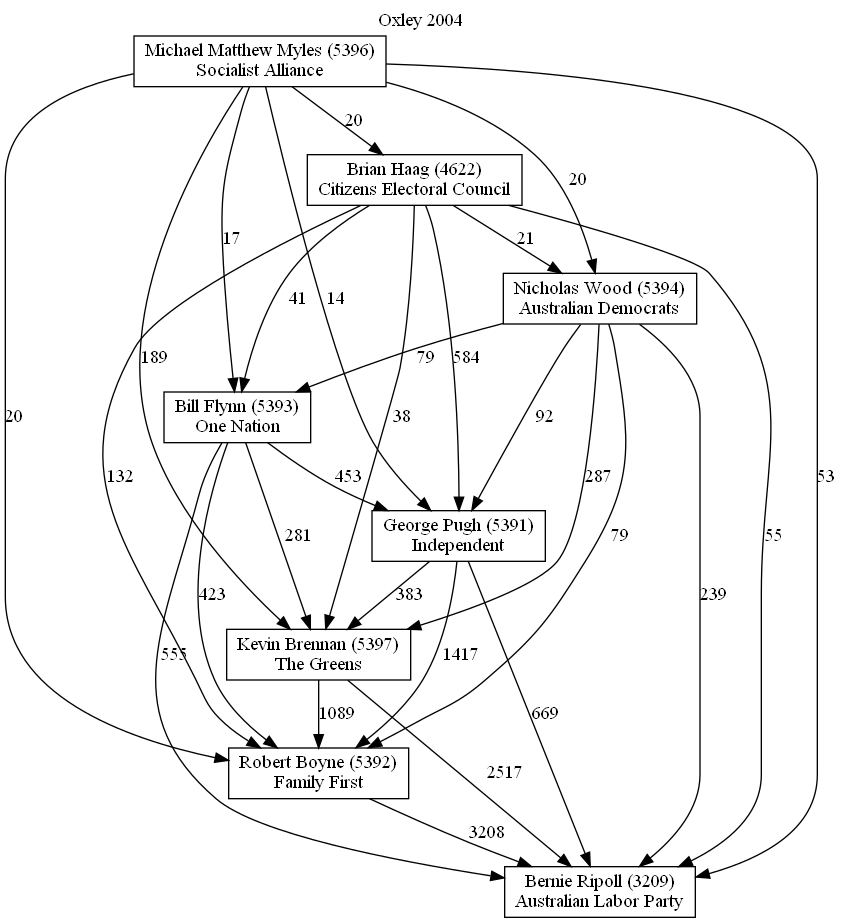 Oxley 2004
Michael Matthew Myles (5396)
Socialist Alliance
20
Brian Haag (4622)
Citizens Electoral Council
20
17
21
Nicholas Wood (5394)
Australian Democrats
41
14
189
79
584
Bill Flynn (5393)
One Nation
20
38
92
53
132
453
287
George Pugh (5391)
Independent
281
79
55
423
383
239
Kevin Brennan (5397)
The Greens
555
1417
1089
669
Robert Boyne (5392)
Family First
2517
3208
Bernie Ripoll (3209)
Australian Labor Party